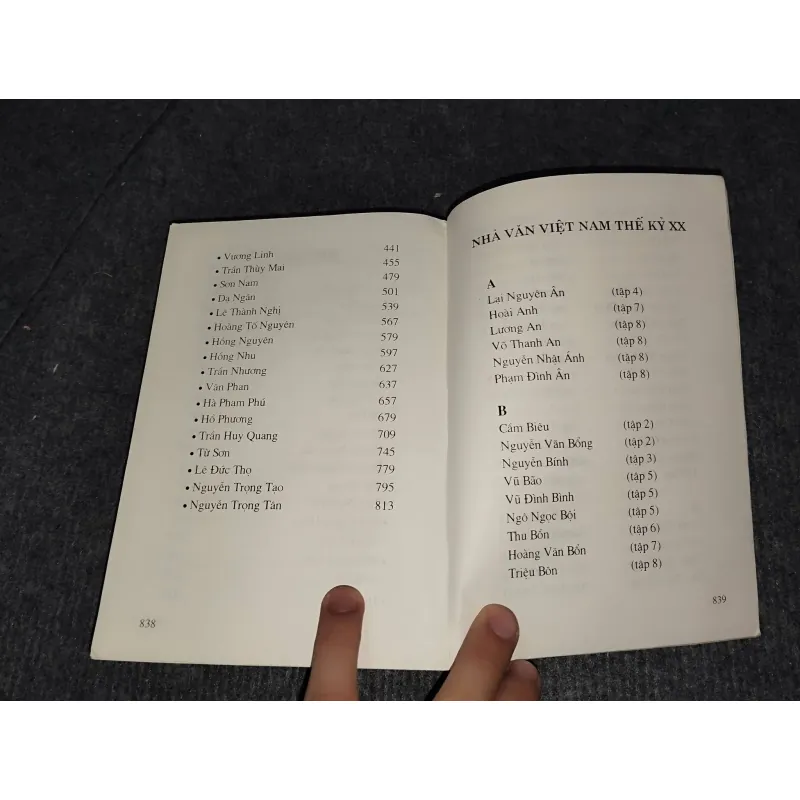 • Vương Linh 441
• Trần Thùy Mai 455
• Sơn Nam 479
• Dạ Ngân 501
• Lê Thành Nghị 539
• Hoàng Tố Nguyên 567
• Hồng Nguyên 579
• Hồng Nhu 597
• Trần Nhương 627
• Văn Phan 637
• Hà Phạm Phú 657
• Hồ Phương 679
• Trần Huy Quang 709
• Từ Sơn 745
• Lê Đức Thọ 779
• Nguyễn Trọng Tạo 795
• Nguyễn Trọng Tân 813
838
NHÀ VĂN VIỆT NAM THẾ KỶ XX
A
Lại Nguyên Ân (tập 4)
Hoài Anh (tập 7)
Lương An (tập 8)
Võ Thanh An (tập 8)
Nguyễn Nhật Ánh (tập 8)
Phạm Đình Ân (tập 8)
B
Cầm Biêu (tập 2)
Nguyễn Văn Bổng (tập 2)
Nguyễn Bính (tập 3)
Vũ Bão (tập 5)
Vũ Đình Bình (tập 5)
Ngô Ngọc Bội (tập 5)
Thu Bồn (tập 6)
Hoàng Văn Bổn (tập 7)
Triệu Bôn (tập 8)
839